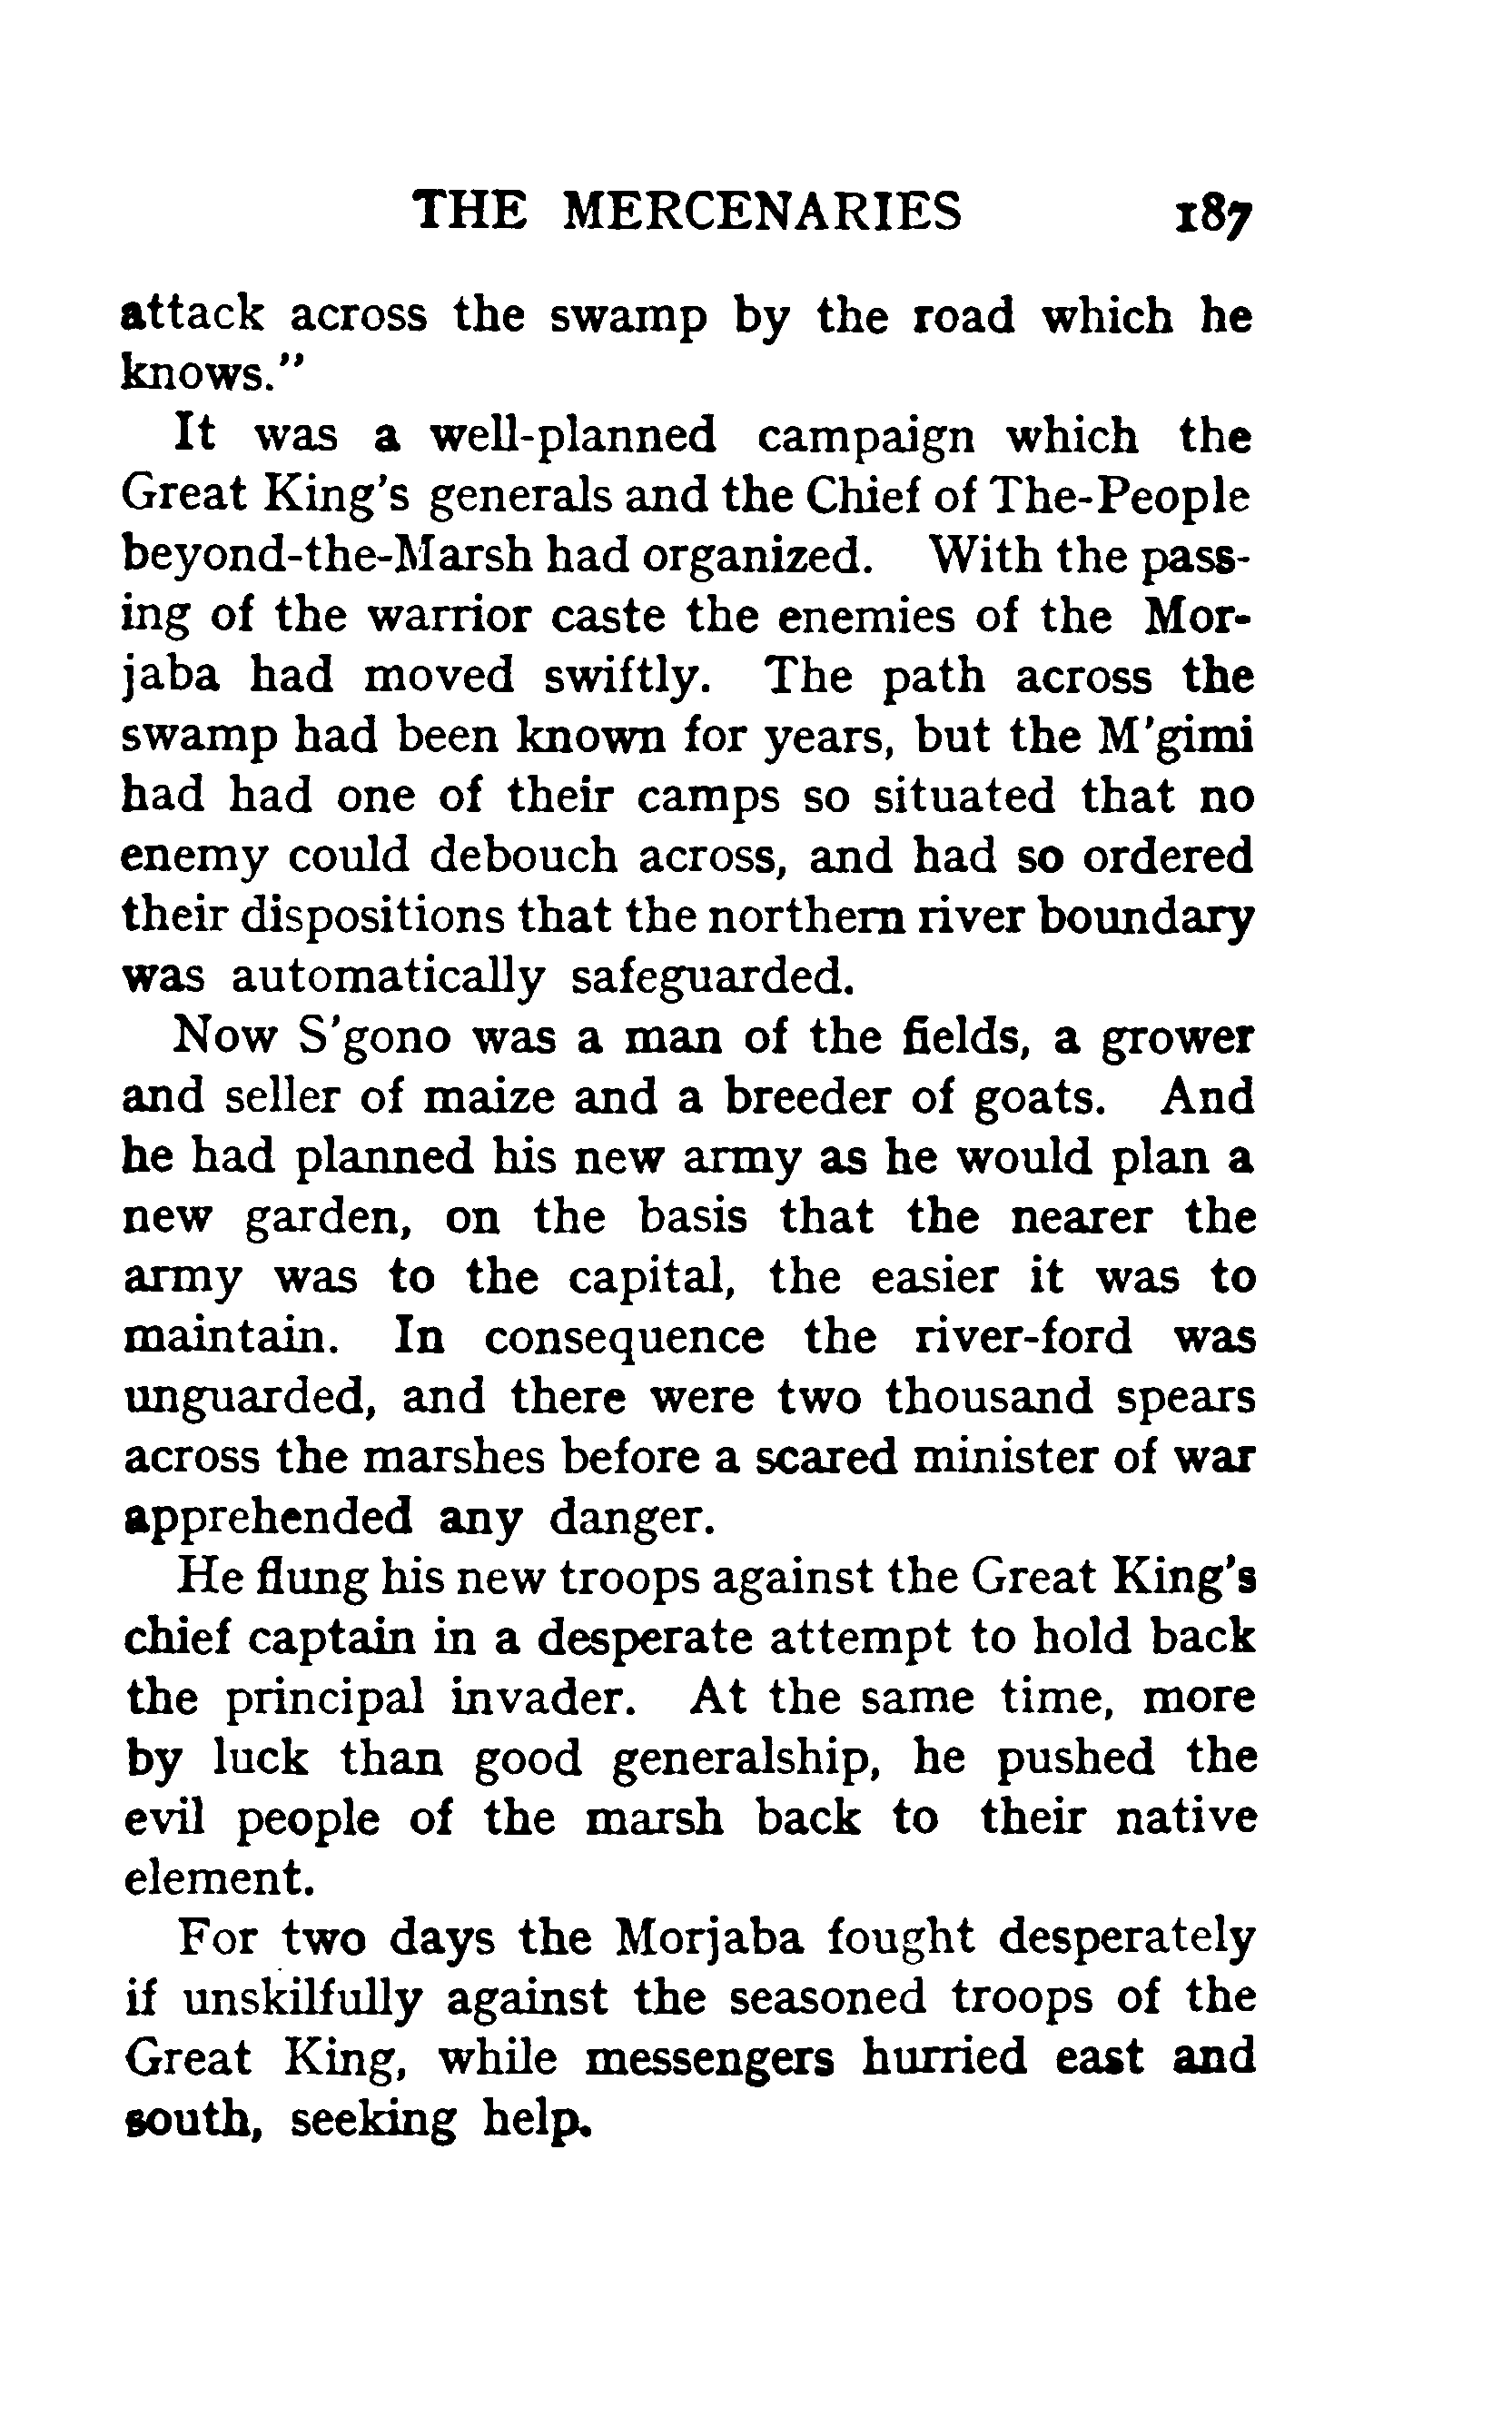 THE MERCENARIES 187
attack across the swamp by the road which he
knows."
It was a well-planned campaign which the
Great King's generals and the Chief of The-People
beyond-the-Marsh had organized. With the pass-
ing of the warrior caste the enemies of the Mor-
jaba had moved swiftly. The path across the
swamp had been known for years, but the M'gimi
had had one of their camps so situated that no
enemy could debouch across, and had so ordered
their dispositions that the northern river boundary
was automatically safeguarded.
Now S'gono was a man of the fields, a grower
and seller of maize and a breeder of goats. And
he had planned his new army as he would plan a
new garden, on the basis that the nearer the
army was to the capital, the easier it was to
maintain. In consequence the river-ford was
unguarded, and there were two thousand spears
across the marshes before a scared minister of war
apprehended any danger.
He flung his new troops against the Great King's
chief captain in a desperate attempt to hold back
the principal invader. At the same time, more
by luck than good generalship, he pushed the
evil people of the marsh back to their native
element.
For two days the Morjaba fought desperately
if unskilfully against the seasoned troops of the
Great King, while messengers hurried east and
south, seeking help.